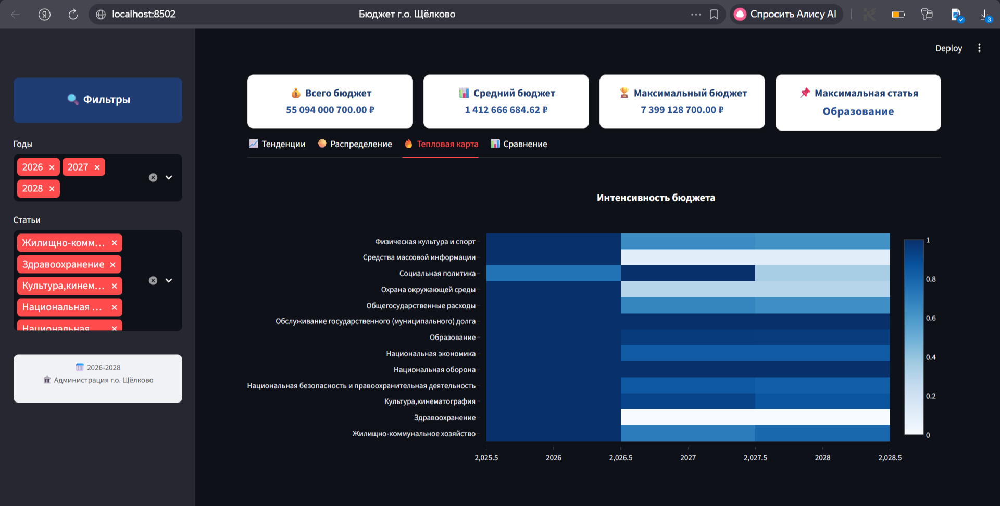 localhost:8502
Бюджет г.о. Щёлково
Спросить Алису AI
3
Deploy
Фильтры
Годы
2026
2027
2028
Статьи
Жилищно-комм...
Здравоохранение
Культура,кинем...
Национальная ...
Национальная
2026-2028
Администрация г.о. Щёлково
Всего бюджет
55 094 000 700.00 ₽
Средний бюджет
1 412 666 684.62 ₽
Максимальный бюджет
7 399 128 700.00 ₽
Максимальная статья
Образование
Тенденции
Распределение
Тепловая карта
Сравнение
Интенсивность бюджета
Физическая культура и спорт
Средства массовой информации
Социальная политика
Охрана окружающей среды
Общегосударственные расходы
Обслуживание государственного (муниципального) долга
Образование
Национальная экономика
Национальная оборона
Национальная безопасность и правоохранительная деятельность
Культура,кинематография
Здравоохранение
Жилищно-коммунальное хозяйство
2,025.5
2026
2,026.5
2027
2,027.5
2028
2,028.5
1
0.8
0.6
0.4
0.2
0